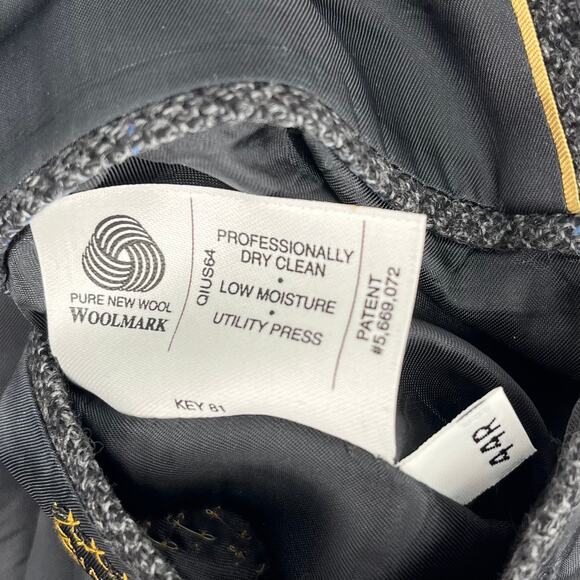 PURE NEW WOOL
WOOLMARK
QIUS64
PROFESSIONALLY
DRY CLEAN
•
LOW MOISTURE
•
UTILITY PRESS
PATENT
#5,669,072
KEY 81
44R